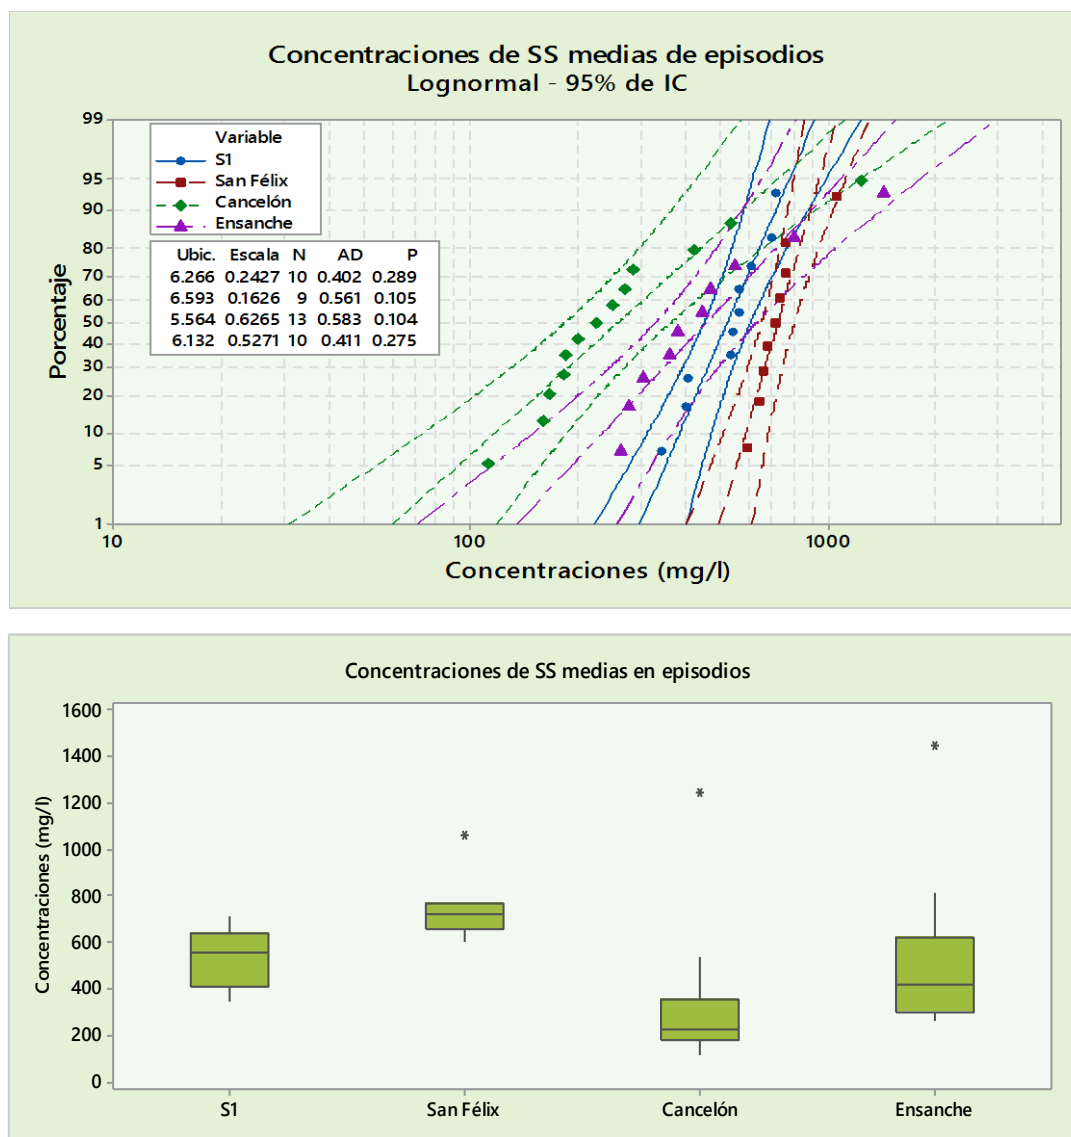 Concentraciones de SS medias de episodios
Lognormal - 95% de IC
Porcentaje
99
95
90
80
70
60
50
40
30
20
10
5
1
Variable
S1
San Félix
Cancelón
Ensanche
Ubic. Escala N AD P
6.266 0.2427 10 0.402 0.289
6.593 0.1626 9 0.561 0.105
5.564 0.6265 13 0.583 0.104
6.132 0.5271 10 0.411 0.275
10 100 1000
Concentraciones (mg/l)
Concentraciones de SS medias en episodios
Concentraciones (mg/l)
1600
1400
1200
1000
800
600
400
200
0
S1 San Félix Cancelón Ensanche